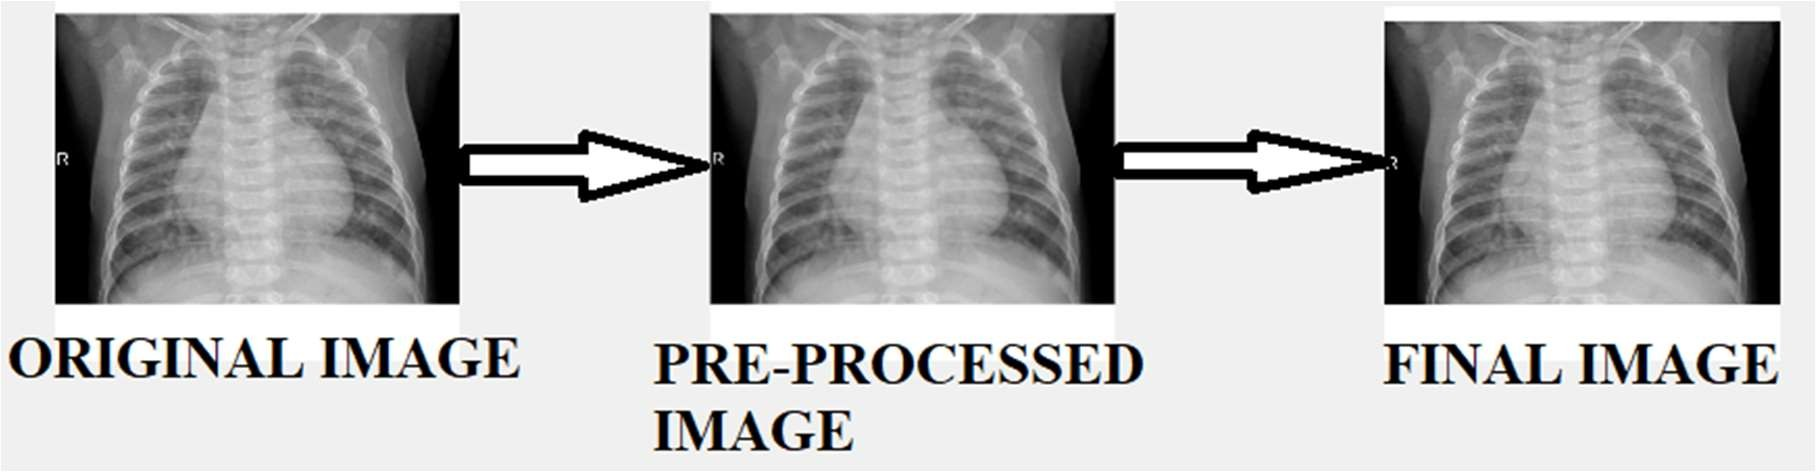 R
R
R
ORIGINAL IMAGE
PRE-PROCESSED
IMAGE
FINAL IMAGE